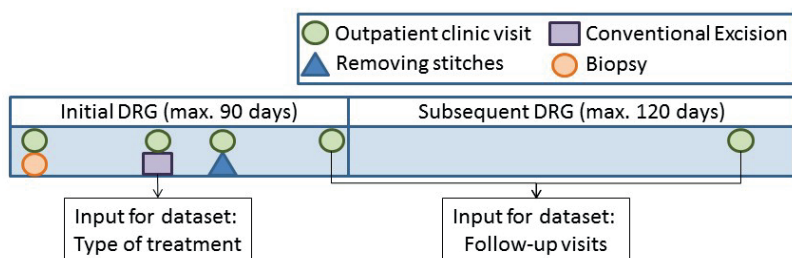 Outpatient clinic visit
Conventional Excision
Removing stitches
Biopsy
Initial DRG (max. 90 days)
Subsequent DRG (max. 120 days)
Input for dataset:
Type of treatment
Input for dataset:
Follow-up visits